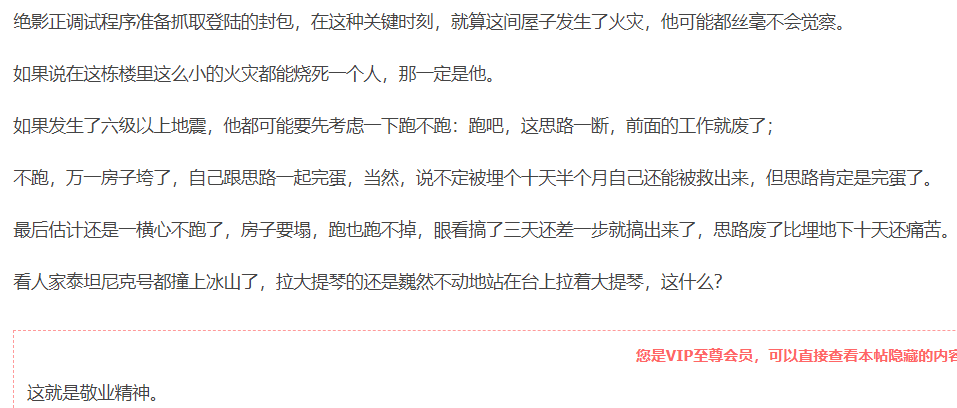 绝影正调试程序准备抓取登陆的封包，在这种关键时刻，就算这间屋子发生了火灾，他可能都丝毫不会觉察。
如果说在这栋楼里这么小的火灾都能烧死一个人，那一定是他。
如果发生了六级以上地震，他都可能要先考虑一下跑不跑：跑吧，这思路一断，前面的工作就废了；
不跑，万一房子垮了，自己跟思路一起完蛋，当然，说不定被埋个十天半个月自己还能被救出来，但思路肯定是完蛋了。
最后估计还是一横心不跑了，房子要塌，跑也跑不掉，眼看搞了三天还差一步就搞出来了，思路废了比埋地下十天还痛苦。
看人家泰坦尼克号都撞上冰山了，拉大提琴的还是巍然不动地站在台上拉着大提琴，这什么？
您是VIP至尊会员，可以直接查看本帖隐藏的内容
这就是敬业精神。